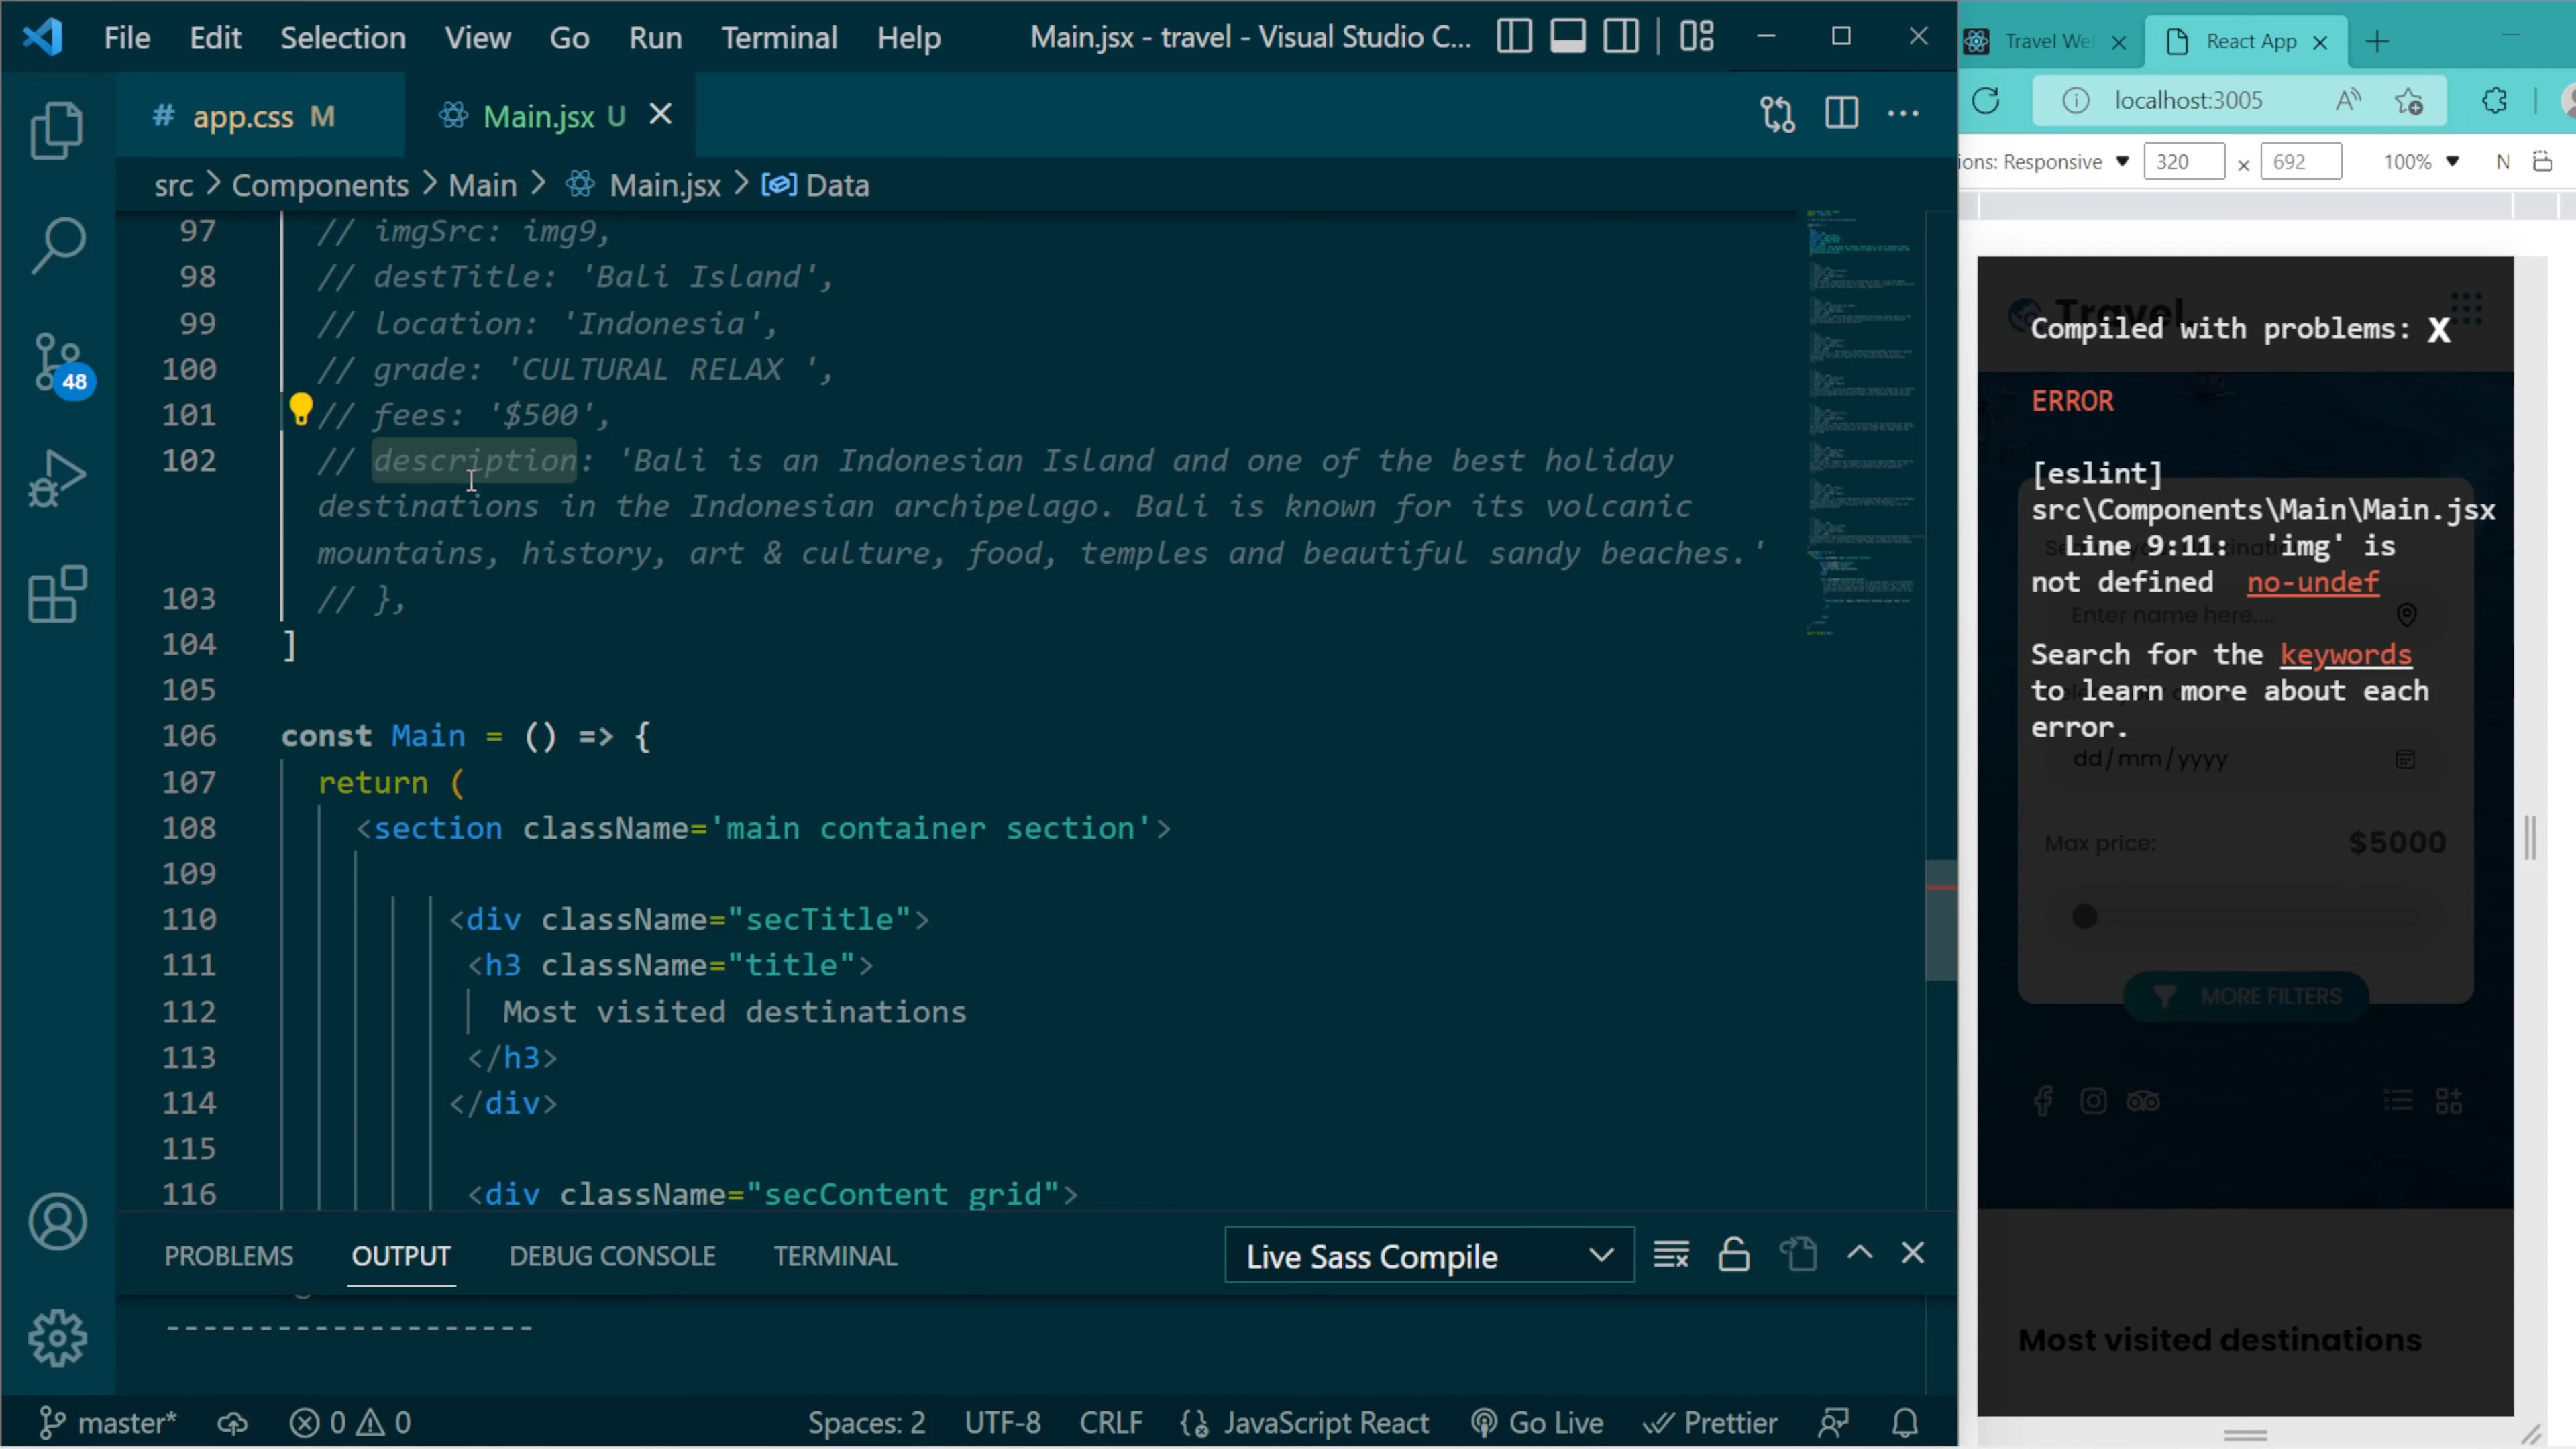 File Edit Selection View Go Run Terminal Help Main.jsx - travel - Visual Studio C...
# app.css M
Main.jsx U
src > Components > Main > Main.jsx > Data
97 // imgSrc: img9,
98 // destTitle: 'Bali Island',
99 // location: 'Indonesia',
100 // grade: 'CULTURAL RELAX ',
101 // fees: '$500',
102 // description: 'Bali is an Indonesian Island and one of the best holiday
destinations in the Indonesian archipelago. Bali is known for its volcanic
mountains, history, art & culture, food, temples and beautiful sandy beaches.'
103 // },
104 ]
105
106 const Main = () => {
107 return (
108 <section className='main container section'>
109
110 <div className="secTitle">
111 <h3 className="title">
112 Most visited destinations
113 </h3>
114 </div>
115
116 <div className="secContent grid">
48
PROBLEMS OUTPUT DEBUG CONSOLE TERMINAL
Live Sass Compile
--------------------
master* 0 0 Spaces: 2 UTF-8 CRLF JavaScript React Go Live Prettier
Travel We
React App
localhost:3005
ions: Responsive 320 × 692 100% N
Travel.
Compiled with problems: X
ERROR
[eslint]
src\Components\Main\Main.jsx
Line 9:11: 'img' is
not defined no-undef
Enter name here....
Search for the keywords
to learn more about each
error.
dd/mm/yyyy
Max price: $5000
MORE FILTERS
Most visited destinations